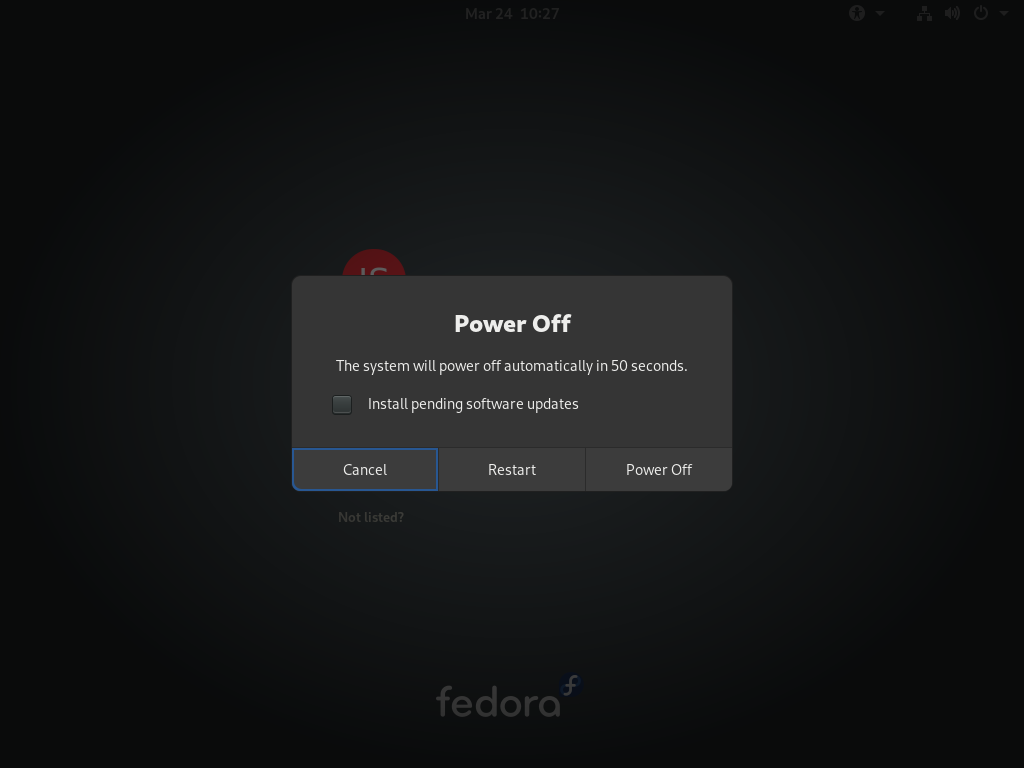 Mar 24 10:27
Power Off
The system will power off automatically in 50 seconds.
Install pending software updates
Cancel Restart Power Off
Not listed?
fedora